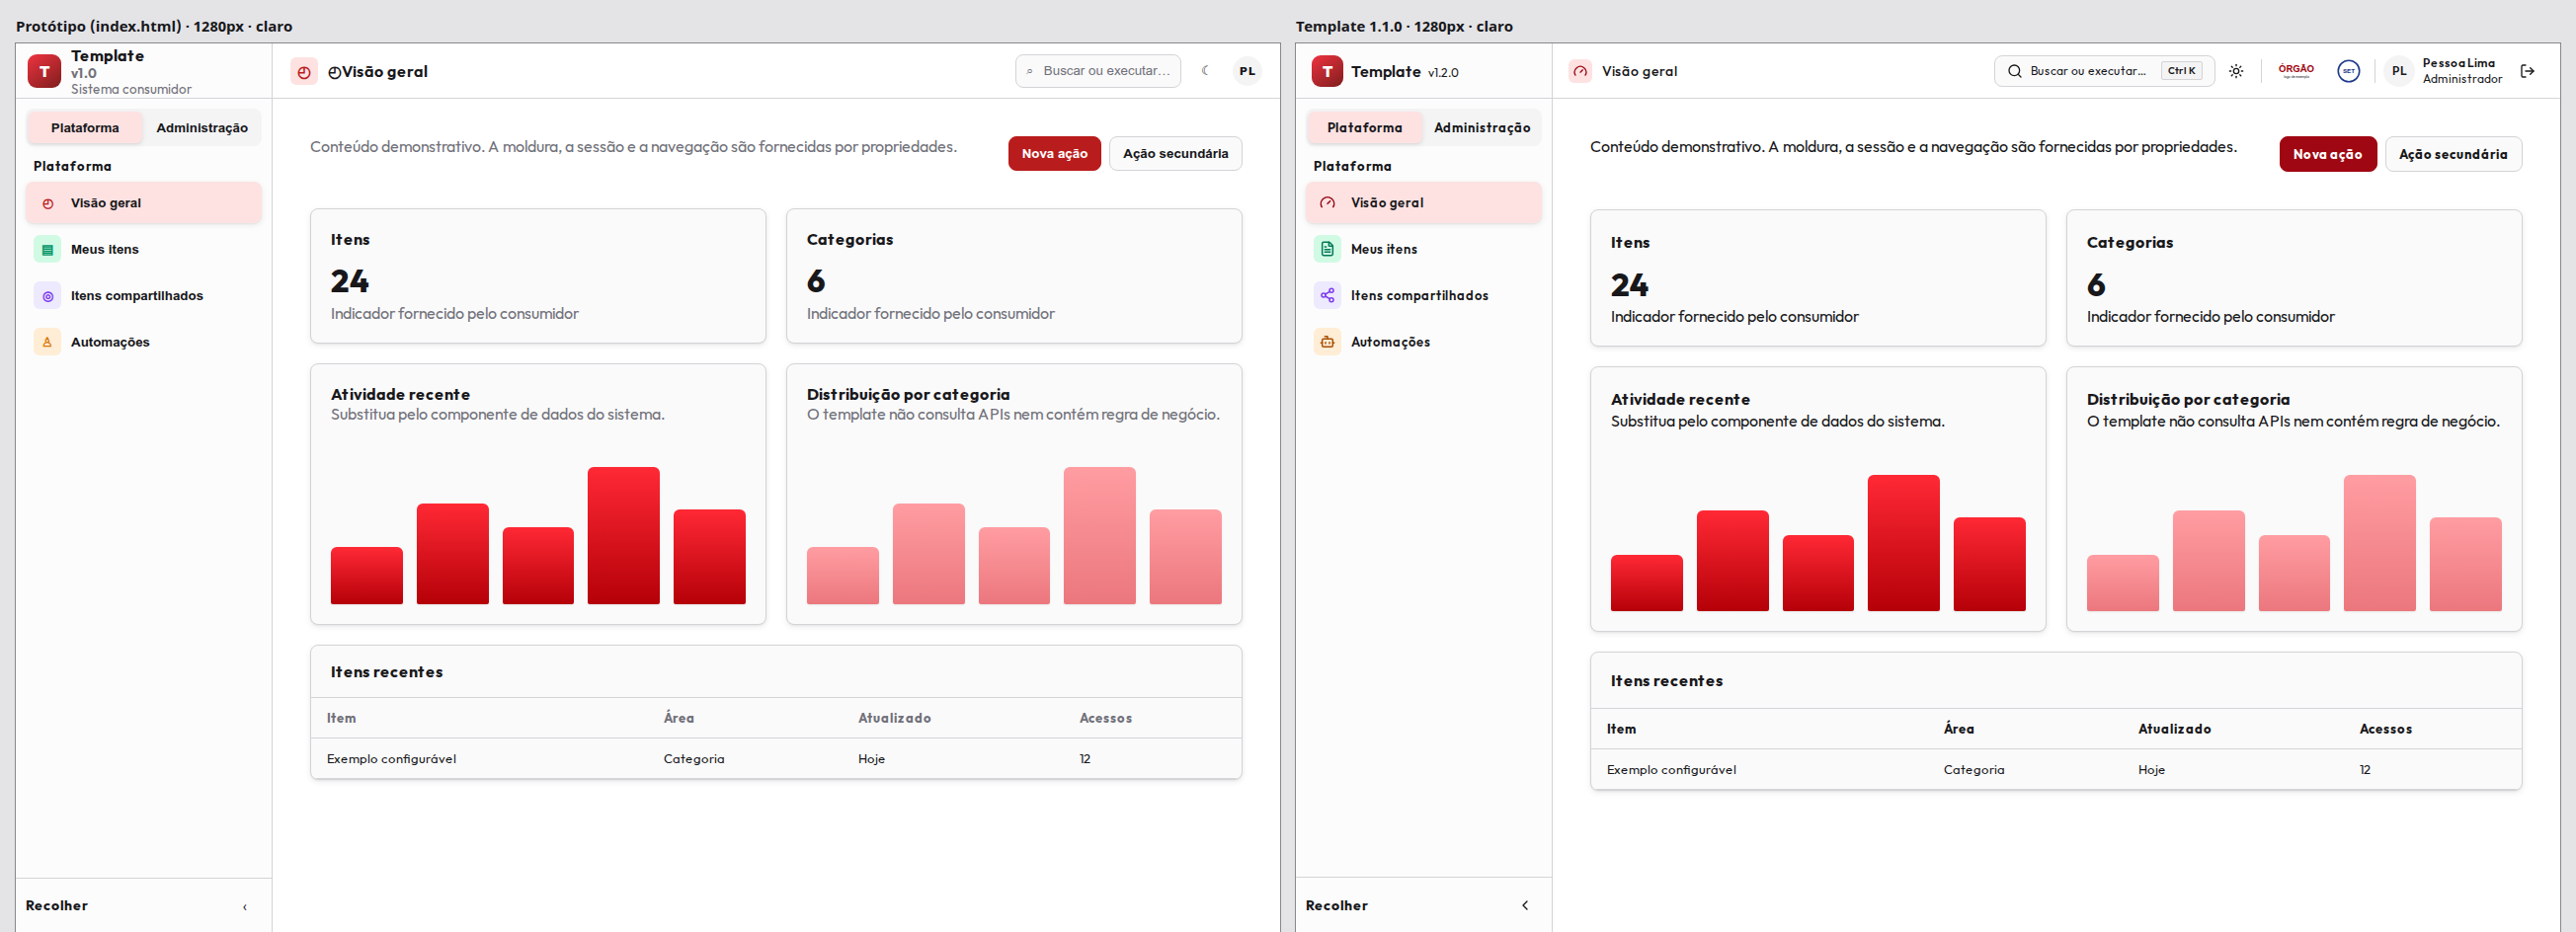 Protótipo (index.html) · 1280px · claro
T
Template
v1.0
Sistema consumidor
Visão geral
Buscar ou executar...
PL
Plataforma
Administração
Plataforma
Visão geral
Meus itens
Itens compartilhados
Automações
Recolher
Conteúdo demonstrativo. A moldura, a sessão e a navegação são fornecidas por propriedades.
Nova ação
Ação secundária
Itens
24
Indicador fornecido pelo consumidor
Categorias
6
Indicador fornecido pelo consumidor
Atividade recente
Substitua pelo componente de dados do sistema.
Distribuição por categoria
O template não consulta APIs nem contém regra de negócio.
Itens recentes
Item Área Atualizado Acessos
Exemplo configurável Categoria Hoje 12
Template 1.1.0 · 1280px · claro
T
Template v1.2.0
Visão geral
Buscar ou executar... Ctrl K
ÓRGÃO
SET
PL
Pessoa Lima
Administrador
Plataforma
Administração
Plataforma
Visão geral
Meus itens
Itens compartilhados
Automações
Recolher
Conteúdo demonstrativo. A moldura, a sessão e a navegação são fornecidas por propriedades.
Nova ação
Ação secundária
Itens
24
Indicador fornecido pelo consumidor
Categorias
6
Indicador fornecido pelo consumidor
Atividade recente
Substitua pelo componente de dados do sistema.
Distribuição por categoria
O template não consulta APIs nem contém regra de negócio.
Itens recentes
Item Área Atualizado Acessos
Exemplo configurável Categoria Hoje 12